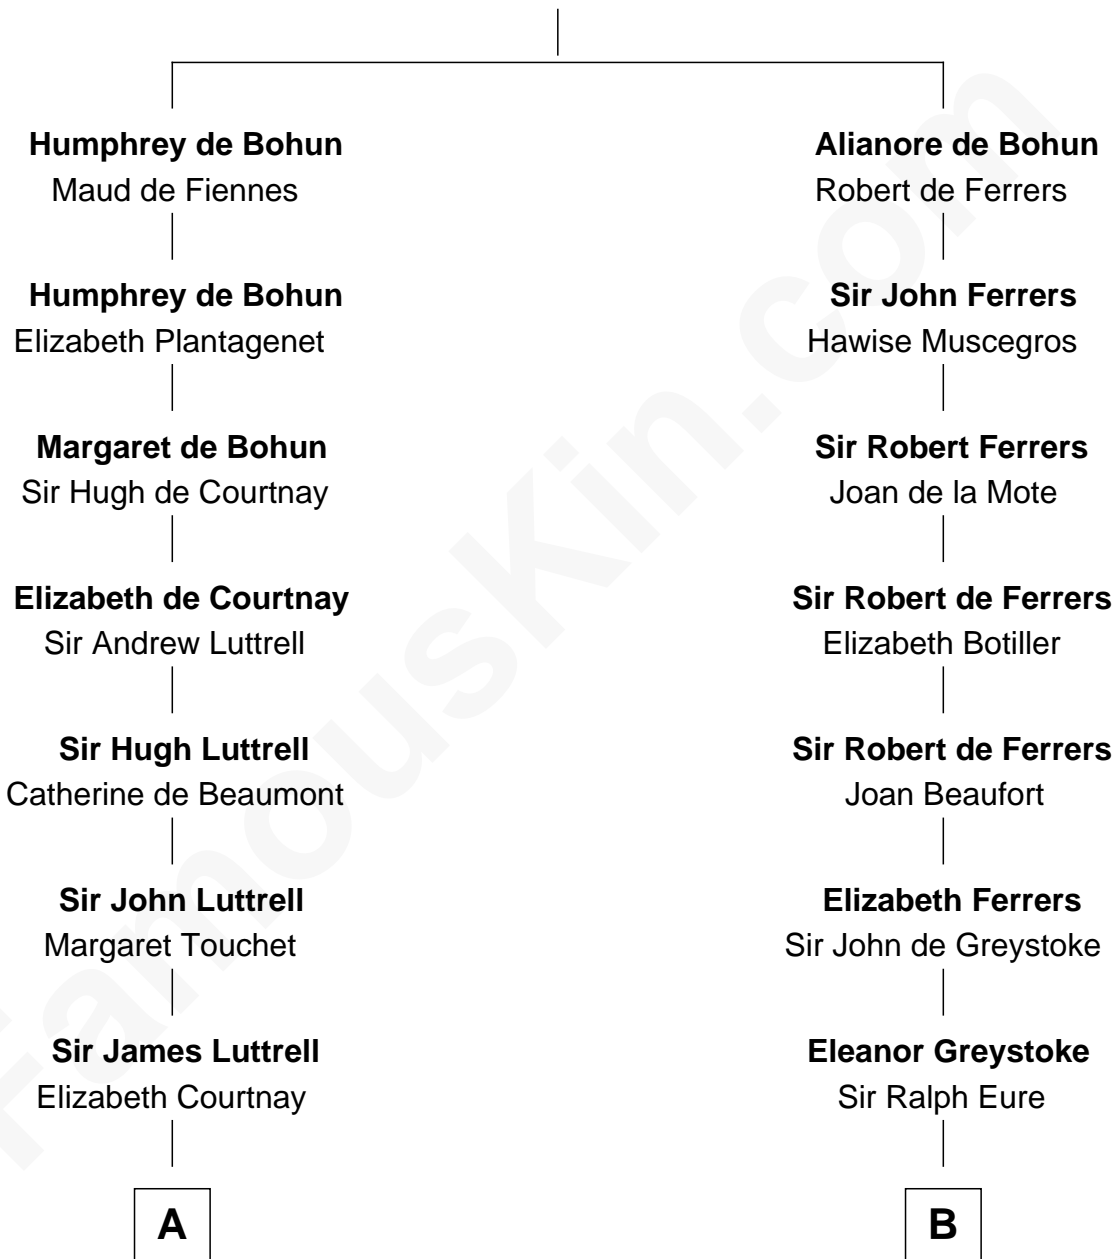 Humphrey de Bohun
Maud de Fiennes
Humphrey de Bohun
Elizabeth Plantagenet
Margaret de Bohun
Sir Hugh de Courtnay
Elizabeth de Courtnay
Sir Andrew Luttrell
Sir Hugh Luttrell
Catherine de Beaumont
Sir John Luttrell
Margaret Touchet
Sir James Luttrell
Elizabeth Courtnay
A
Alianore de Bohun
Robert de Ferrers
Sir John Ferrers
Hawise Muscegros
Sir Robert Ferrers
Joan de la Mote
Sir Robert de Ferrers
Elizabeth Botiller
Sir Robert de Ferrers
Joan Beaufort
Elizabeth Ferrers
Sir John de Greystoke
Eleanor Greystoke
Sir Ralph Eure
B
FamousKin.com